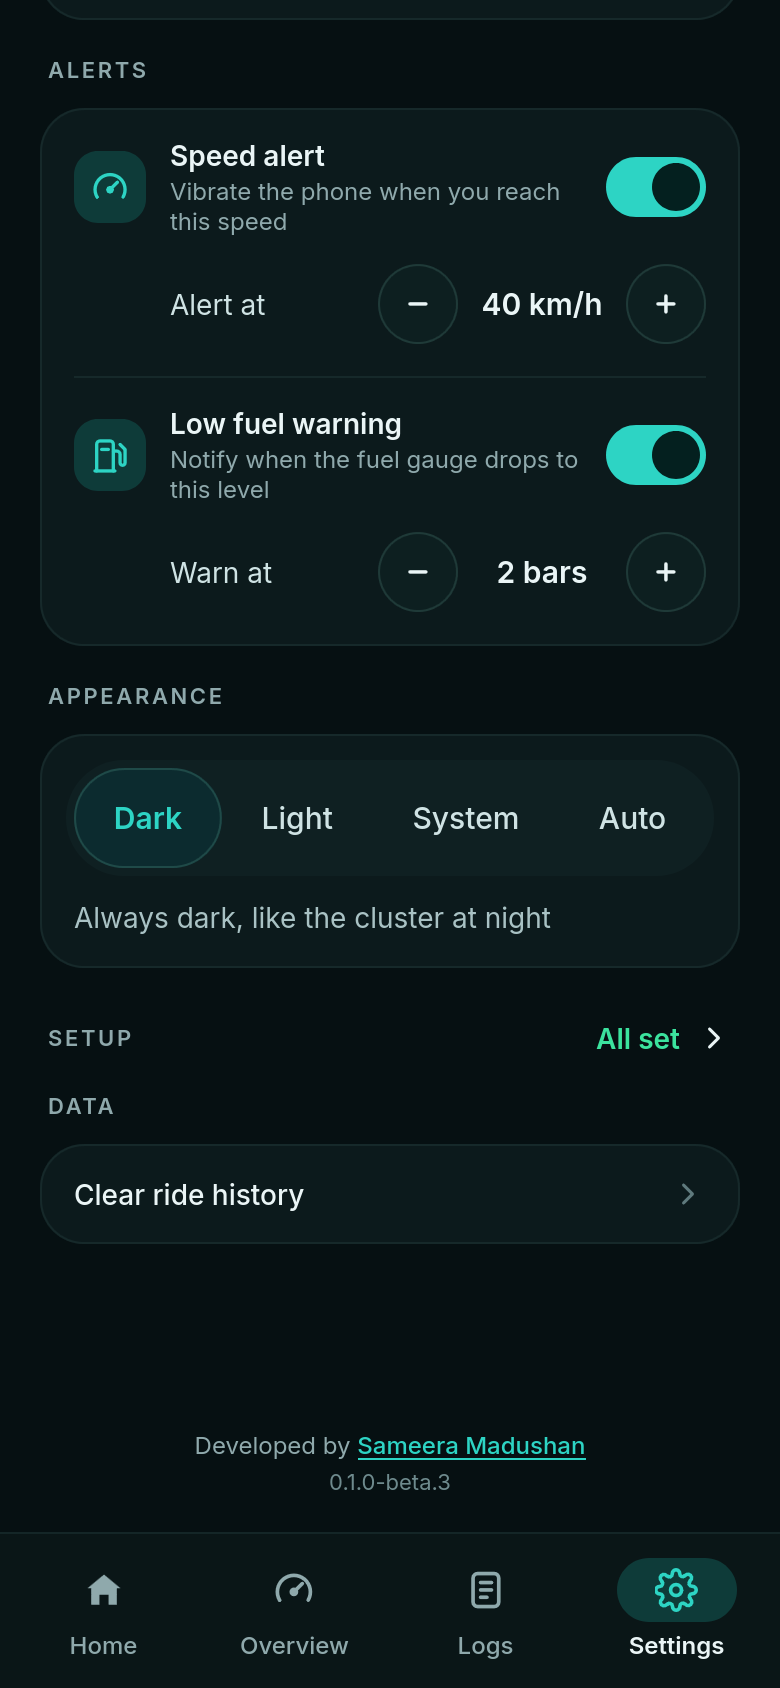 ALERTS
Speed alert
Vibrate the phone when you reach
this speed
Alert at
40 km/h
Low fuel warning
Notify when the fuel gauge drops to
this level
Warn at
2 bars
APPEARANCE
Dark
Light
System
Auto
Always dark, like the cluster at night
SETUP
All set
DATA
Clear ride history
Developed by Sameera Madushan
0.1.0-beta.3
Home
Overview
Logs
Settings